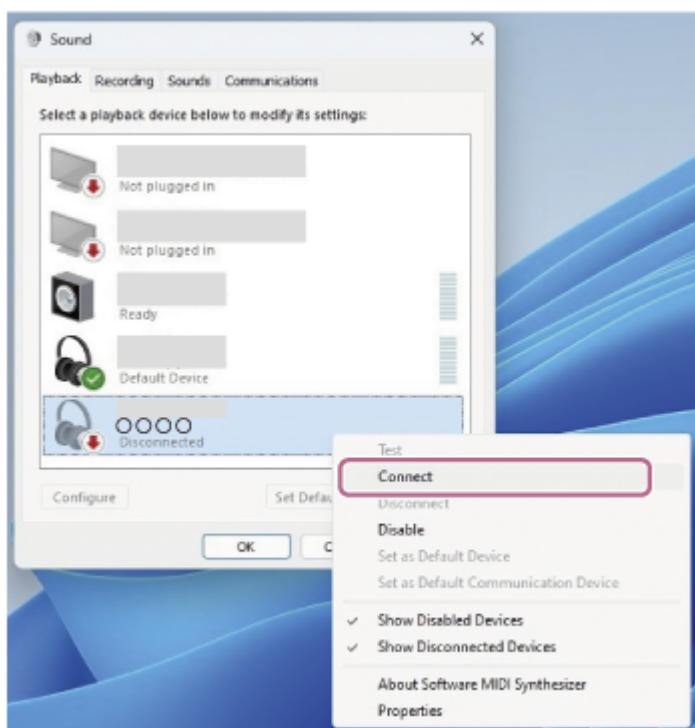 Sound
Playback Recording Sounds Communications
Select a playback device below to modify its settings:
Not plugged in
Not plugged in
Ready
Default Device
OOOO
Disconnected
Test
Connect
Disconnect
Disable
Set as Default Device
Set as Default Communication Device
Show Disabled Devices
Show Disconnected Devices
About Software MIDI Synthesizer
Properties
Configure
Set Defau
OK C